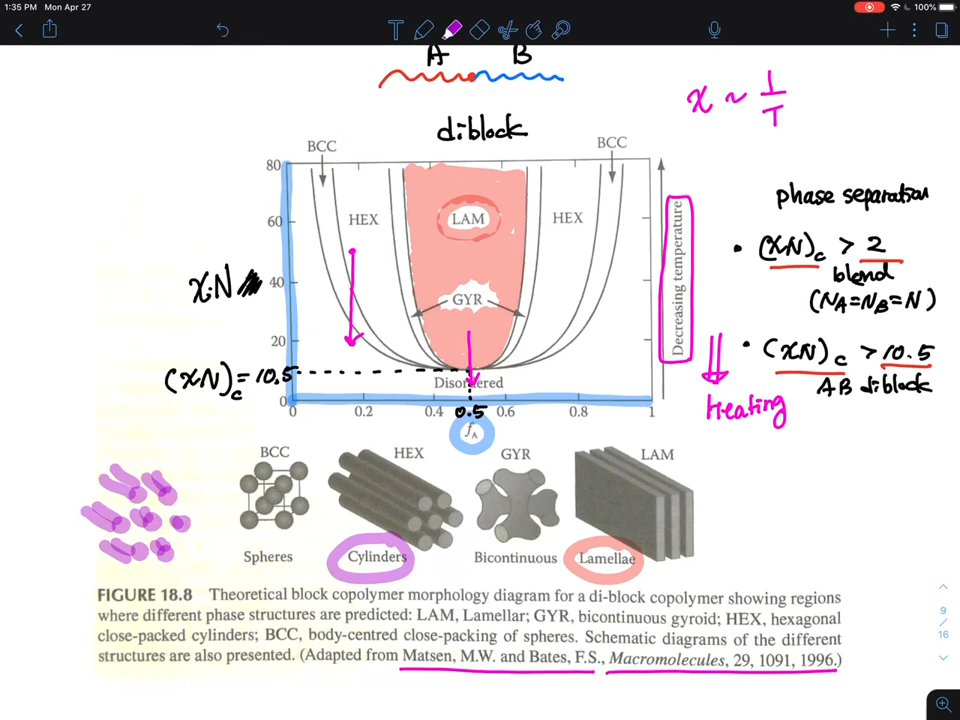 1:35 PM Mon Apr 27
100%
A
B
diblock
χ ~ 1/T
BCC
BCC
80
60
40
20
0
HEX
LAM
HEX
GYR
Disordered
Decreasing temperature
χ·N
(χN)c = 10.5
0
0.2
0.4
0.5
0.6
0.8
1
fA
Heating
phase separation
• (χN)c > 2
blend
(NA=NB=N)
• (χN)c > 10.5
AB diblock
BCC
HEX
GYR
LAM
Spheres
Cylinders
Bicontinuous
Lamellae
FIGURE 18.8 Theoretical block copolymer morphology diagram for a di-block copolymer showing regions
where different phase structures are predicted: LAM, Lamellar; GYR, bicontinuous gyroid; HEX, hexagonal
close-packed cylinders; BCC, body-centred close-packing of spheres. Schematic diagrams of the different
structures are also presented. (Adapted from Matsen, M.W. and Bates, F.S., Macromolecules, 29, 1091, 1996.)
9
/
16